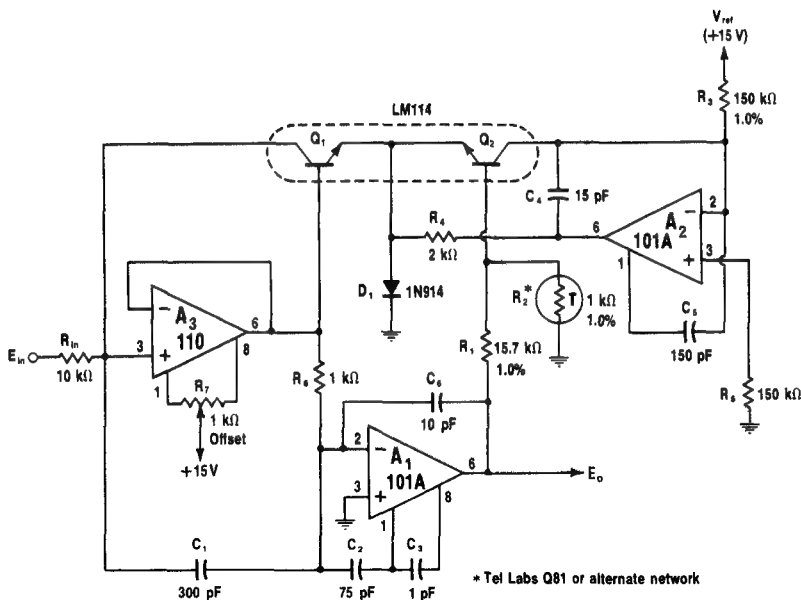 V_ref
(+15 V)
R₃
150 kΩ
1.0%
LM114
Q₁
Q₂
C₄
15 pF
R₄
2 kΩ
6
A₂
101A
2
−
3
+
1
D₁
1N914
R₂*
T
1 kΩ
1.0%
C₅
150 pF
−
A₃
110
6
3
+
1
8
E_in
R_in
10 kΩ
R₇
1 kΩ
Offset
+15V
R₆
1 kΩ
R₁
15.7 kΩ
1.0%
C₆
10 pF
R₅
150 kΩ
2
−
A₁
101A
6
3
+
8
1
E_o
C₁
300 pF
C₂
75 pF
C₃
1 pF
* Tel Labs Q81 or alternate network